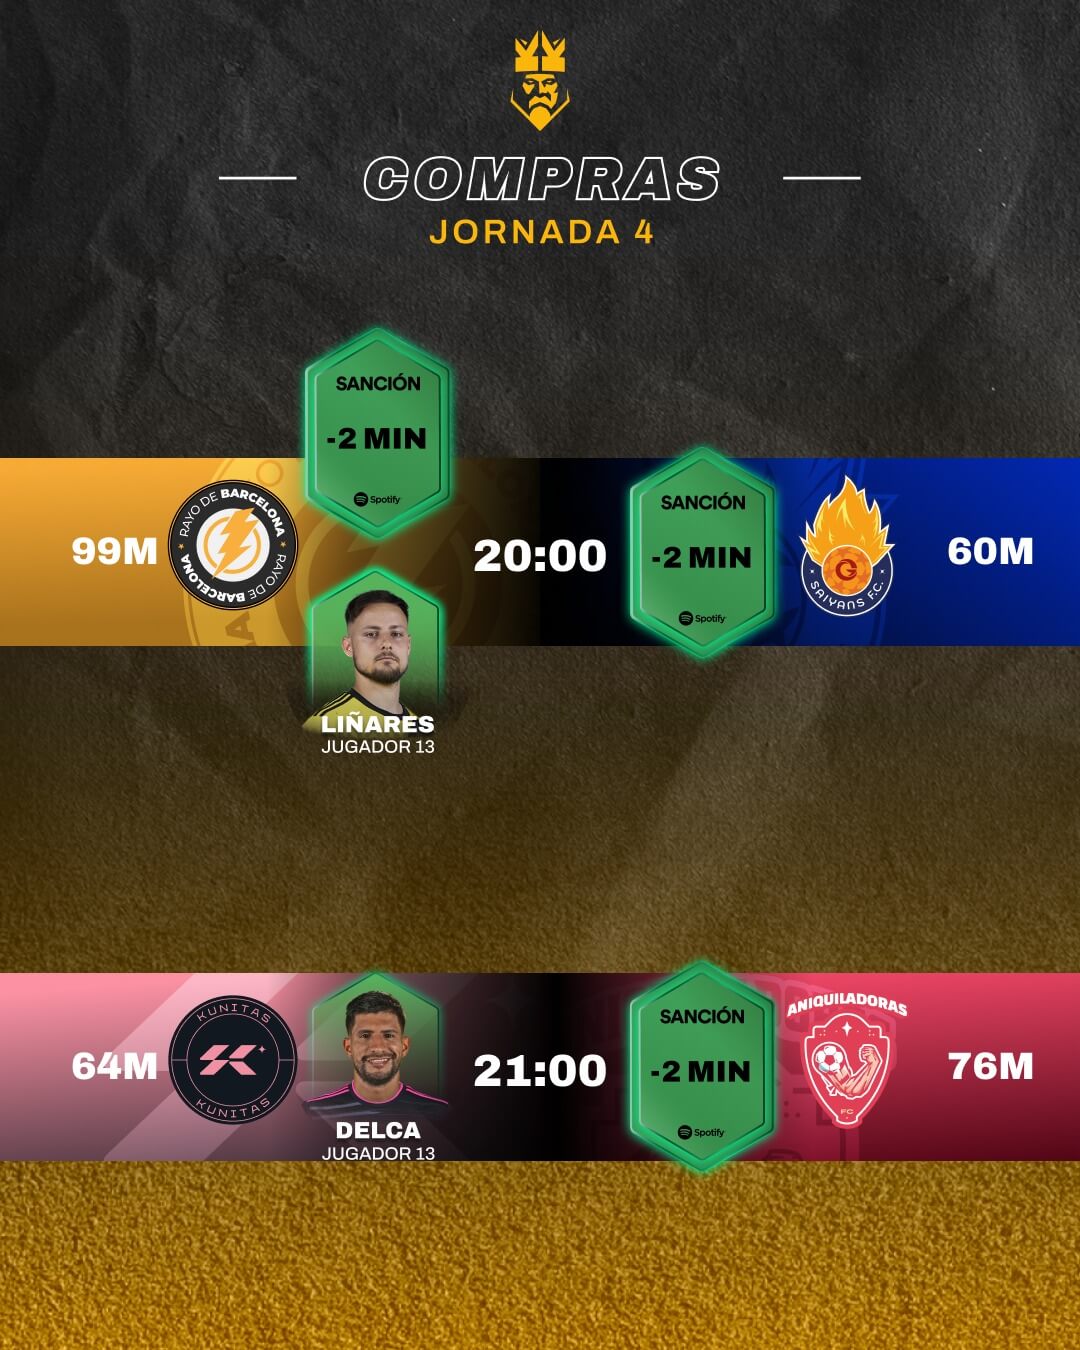 COMPRAS
JORNADA 4
SANCIÓN
-2 MIN
Spotify
99M
RAYO DE BARCELONA
RAYO DE BARCELONA
20:00
SANCIÓN
-2 MIN
Spotify
G
SAIYANS F.C.
60M
LIÑARES
JUGADOR 13
64M
KUNITAS
K
KUNITAS
DELCA
JUGADOR 13
21:00
SANCIÓN
-2 MIN
Spotify
ANIQUILADORAS
FC
76M